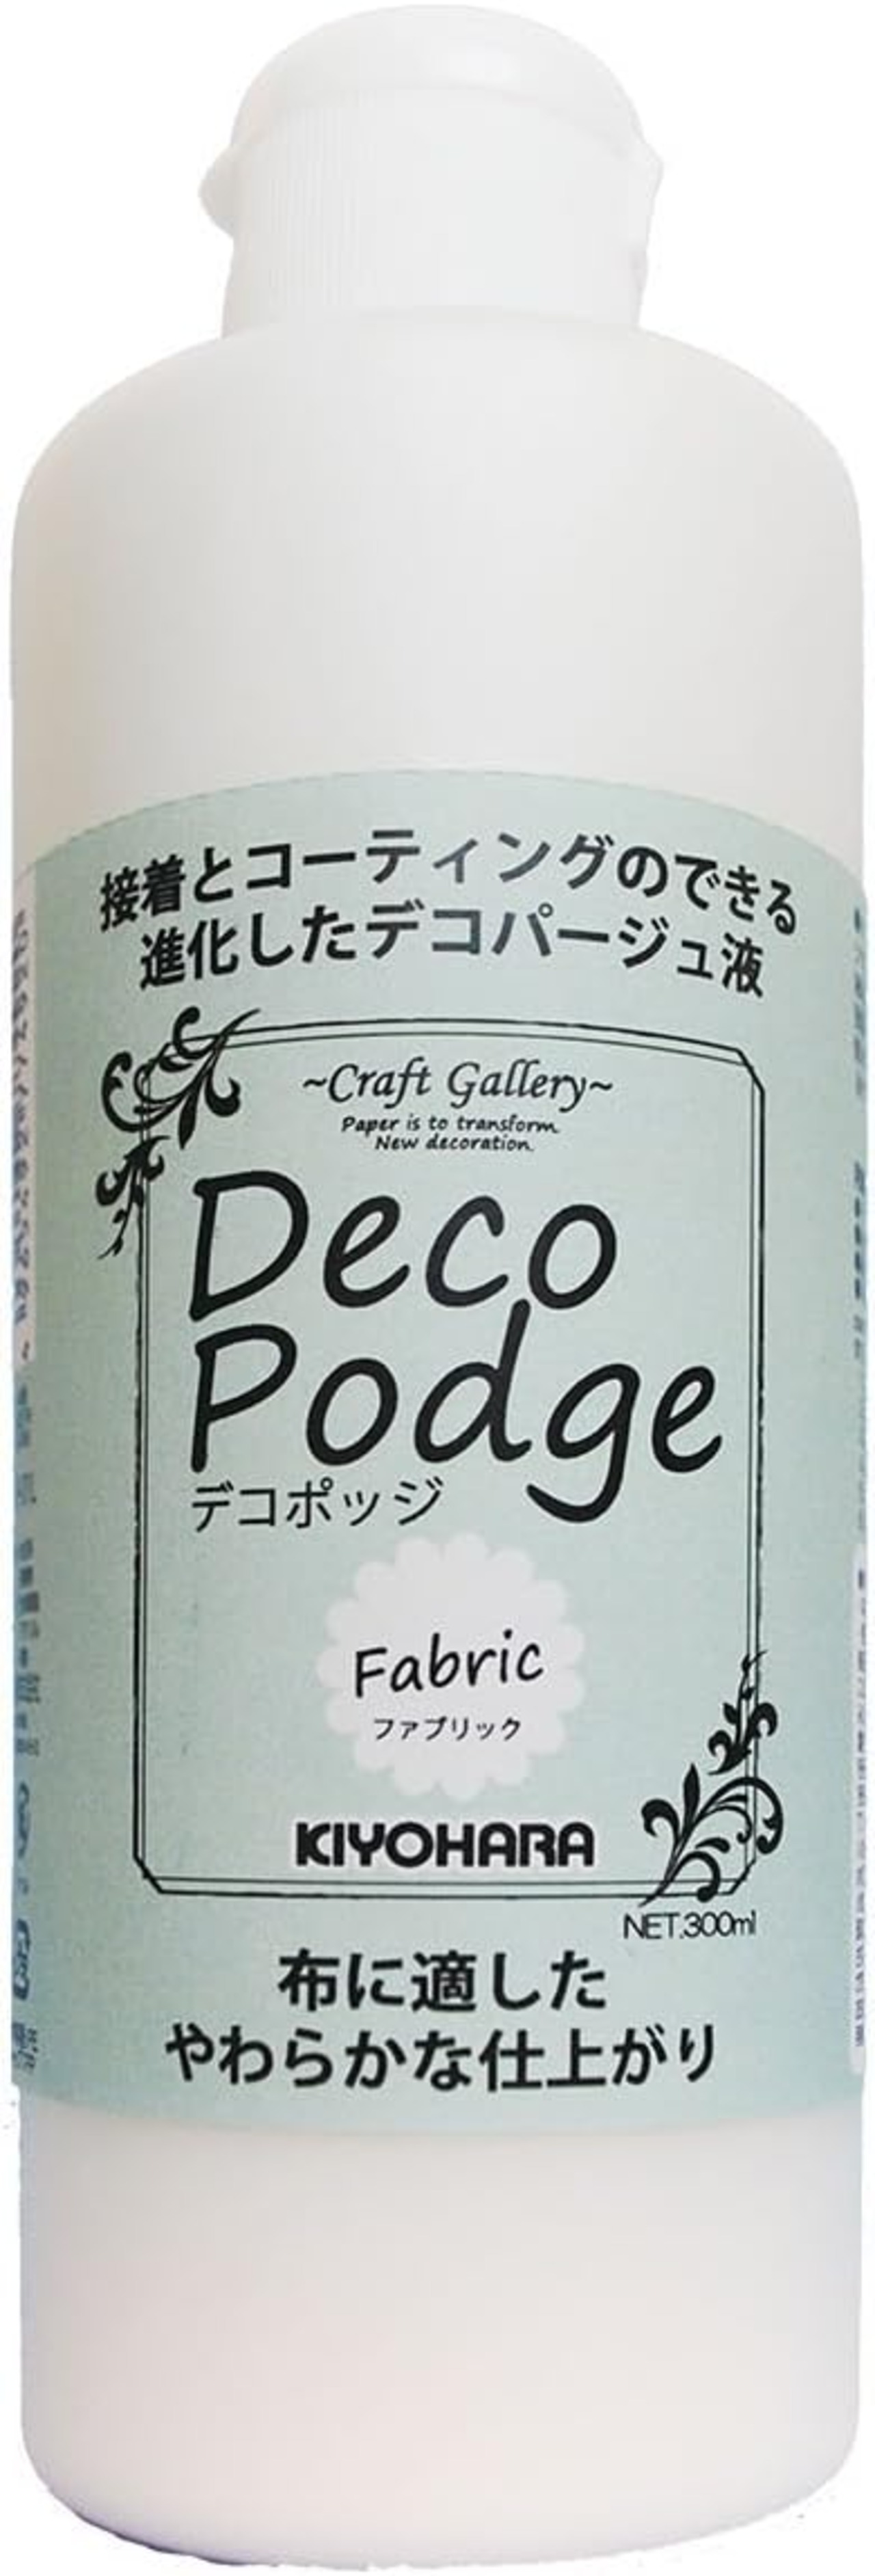 接着とコーティングのできる
進化したデコパージュ液
~Craft Gallery~
Paper is to transform.
New decoration.
Deco
Podge
デコポッジ
Fabric
ファブリック
KIYOHARA
NET.300ml
布に適した
やわらかな仕上がり